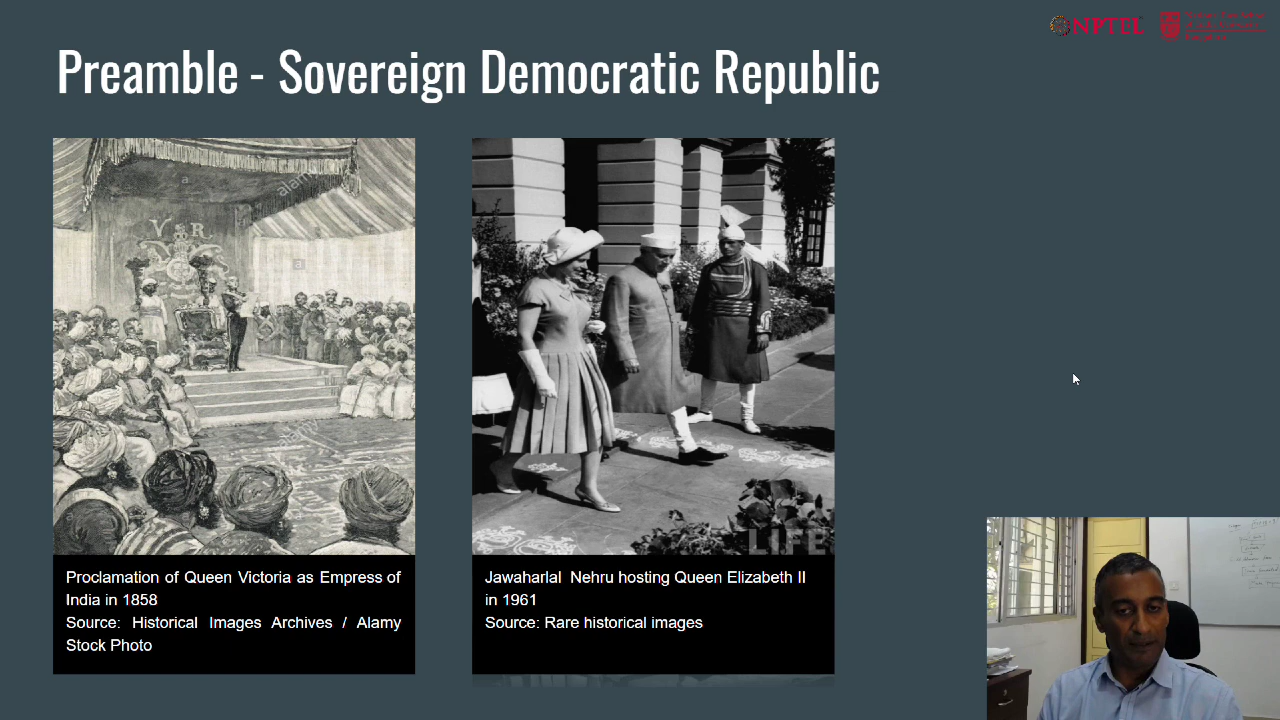 NPTEL
Preamble - Sovereign Democratic Republic
V R
alamy
a
a
LIFE
Proclamation of Queen Victoria as Empress of
India in 1858
Source: Historical Images Archives / Alamy
Stock Photo
Jawaharlal Nehru hosting Queen Elizabeth II
in 1961
Source: Rare historical images